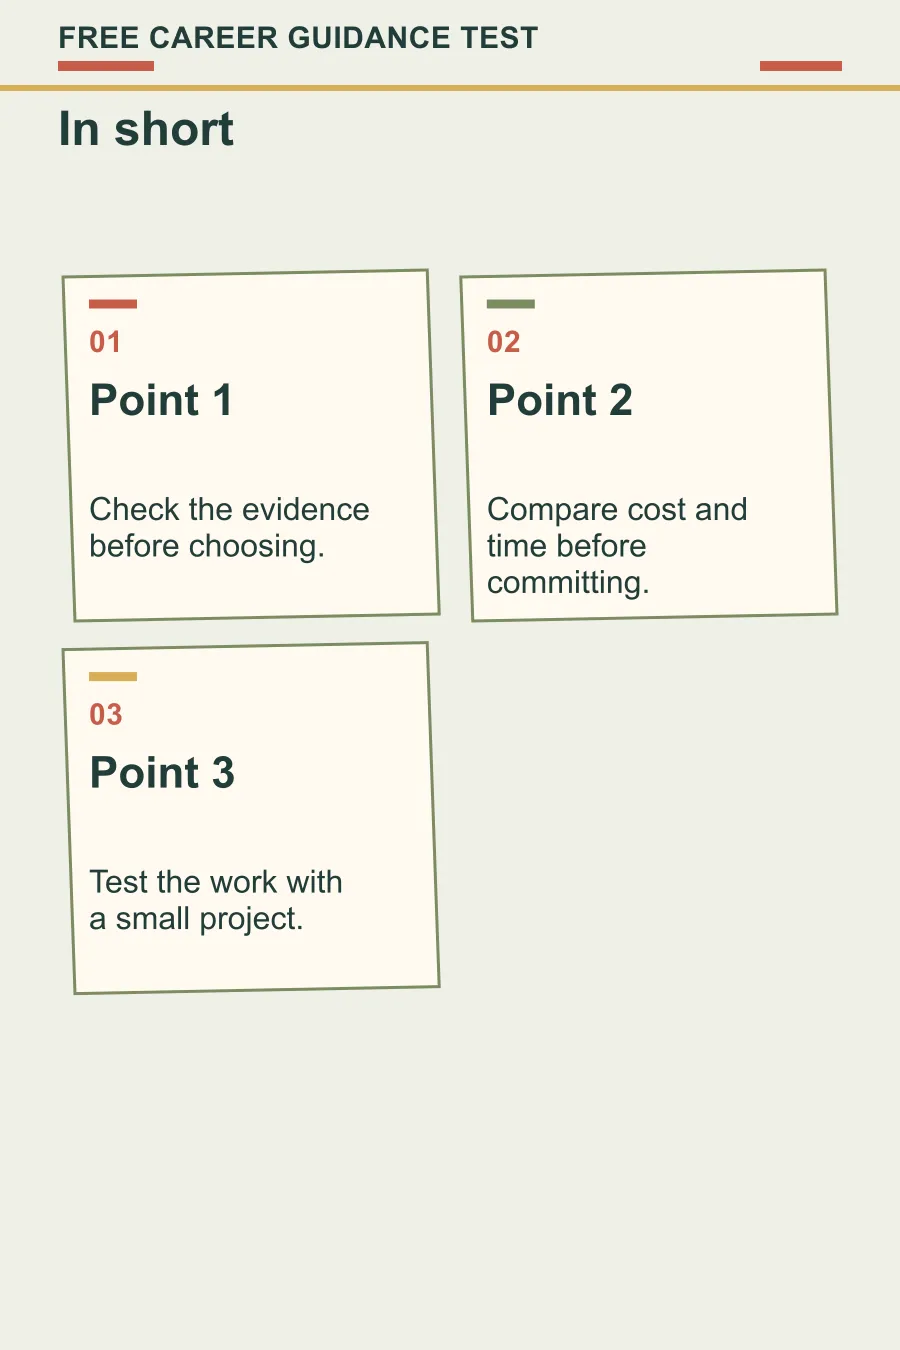 FREE CAREER GUIDANCE TEST
In short
01
Point 1
Check the evidence
before choosing.
02
Point 2
Compare cost and
time before
committing.
03
Point 3
Test the work with
a small project.